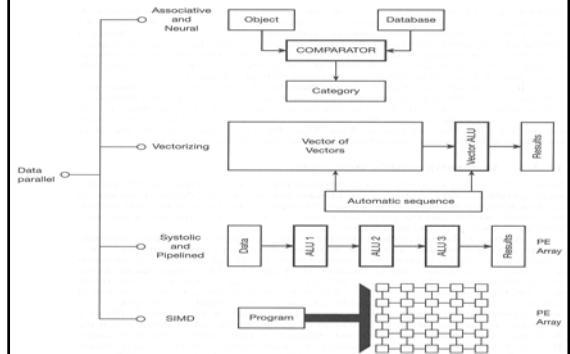 Associative
and
Neural
Object
Database
COMPARATOR
Category
Vectorizing
Vector of
Vectors
Vector ALU
Results
Automatic sequence
Data
parallel
Systolic
and
Pipelined
Data
ALU 1
ALU 2
ALU 3
Results
PE
Array
SIMD
Program
PE
Array